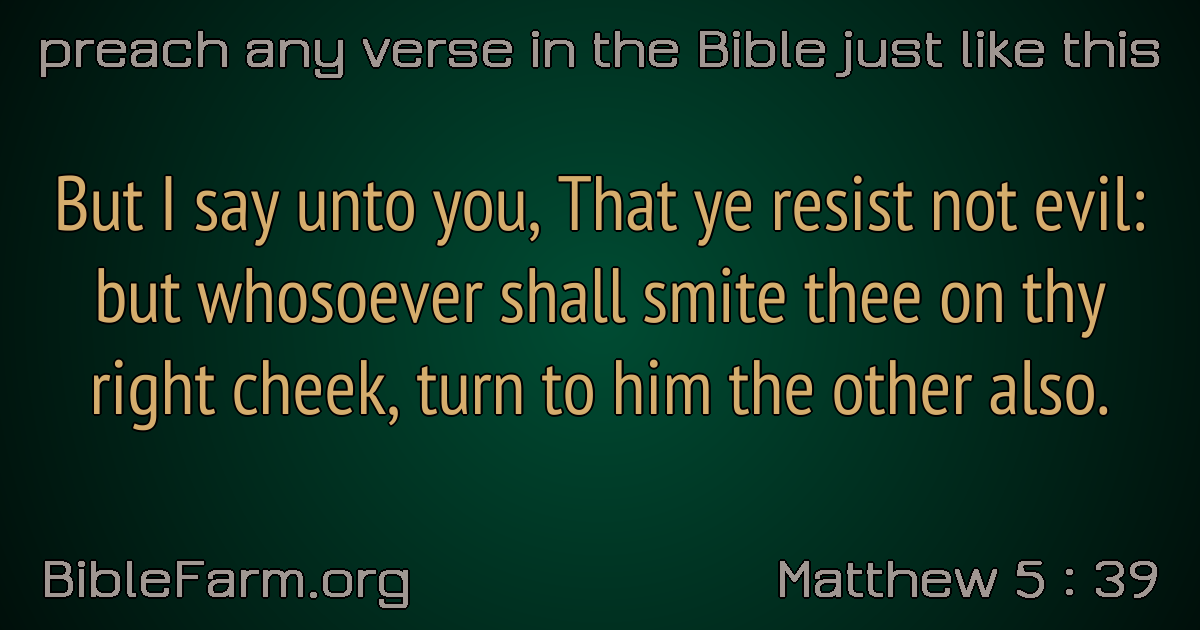 preach any verse in the Bible just like this
But I say unto you, That ye resist not evil:
but whosoever shall smite thee on thy
right cheek, turn to him the other also.
BibleFarm.org
Matthew 5 : 39